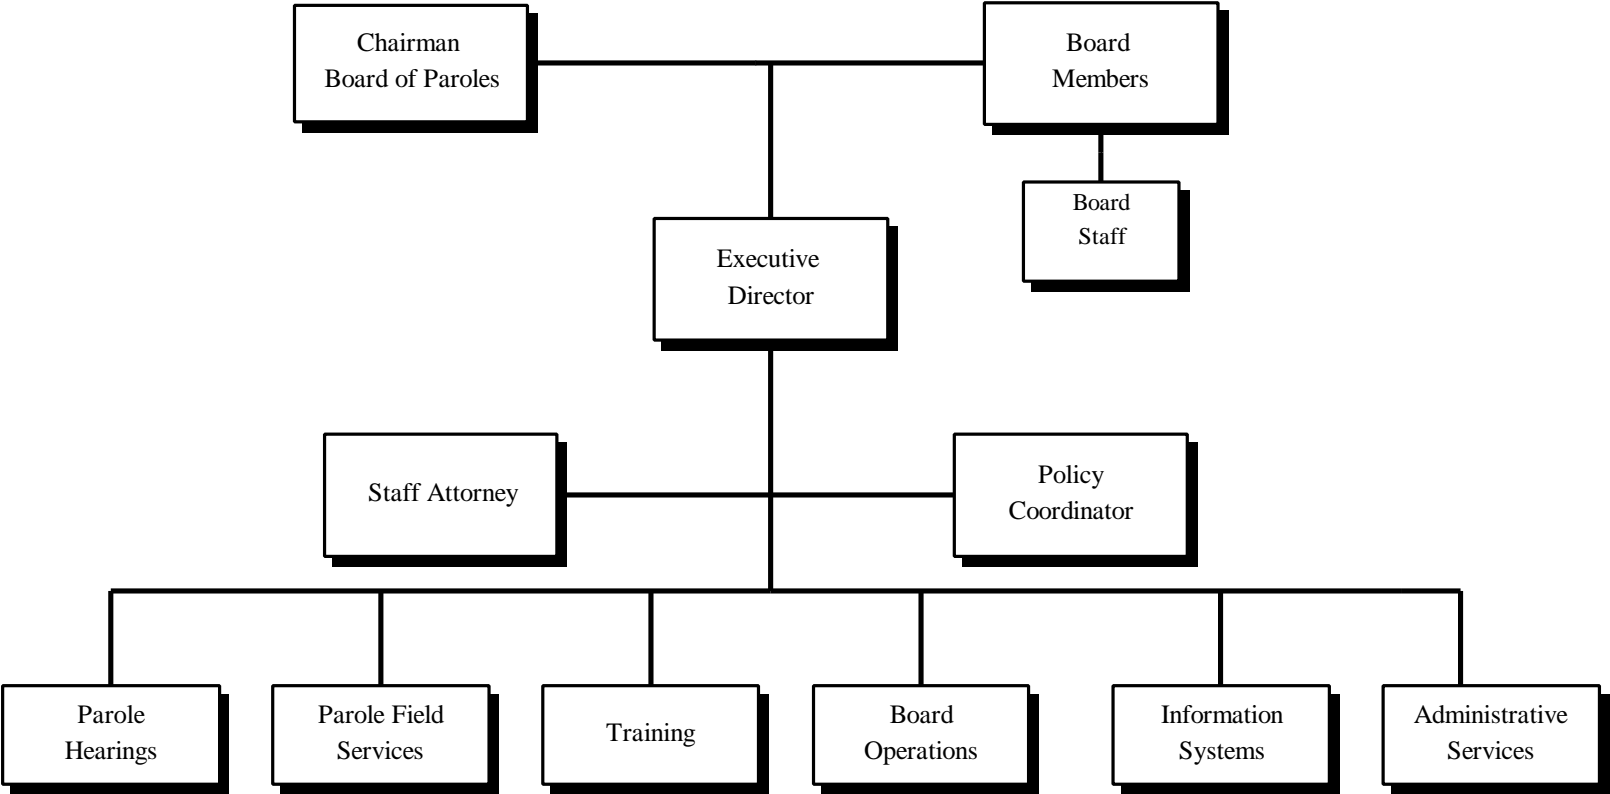 Chairman
Board of Paroles
Board
Members
Board
Staff
Executive
Director
Staff Attorney
Policy
Coordinator
Parole
Hearings
Parole Field
Services
Training
Board
Operations
Information
Systems
Administrative
Services